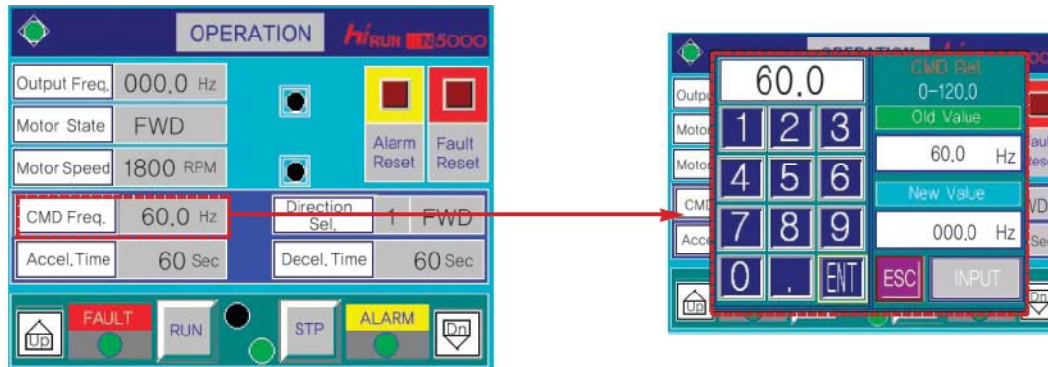 OPERATION
HiRUN N5000
Output Freq. 000.0 Hz
Motor State FWD
Motor Speed 1800 RPM
Alarm Reset
Fault Reset
CMD Freq. 60.0 Hz
Direction Sel. 1 FWD
Accel.Time 60 Sec
Decel.Time 60 Sec
Up
FAULT
RUN
STP
ALARM
Dn
OPERATION
60.0
CMD Ref
0-120.0
Old Value
60.0 Hz
New Value
000.0 Hz
1 2 3
4 5 6
7 8 9
0 . ENT
ESC INPUT
Up
Dn